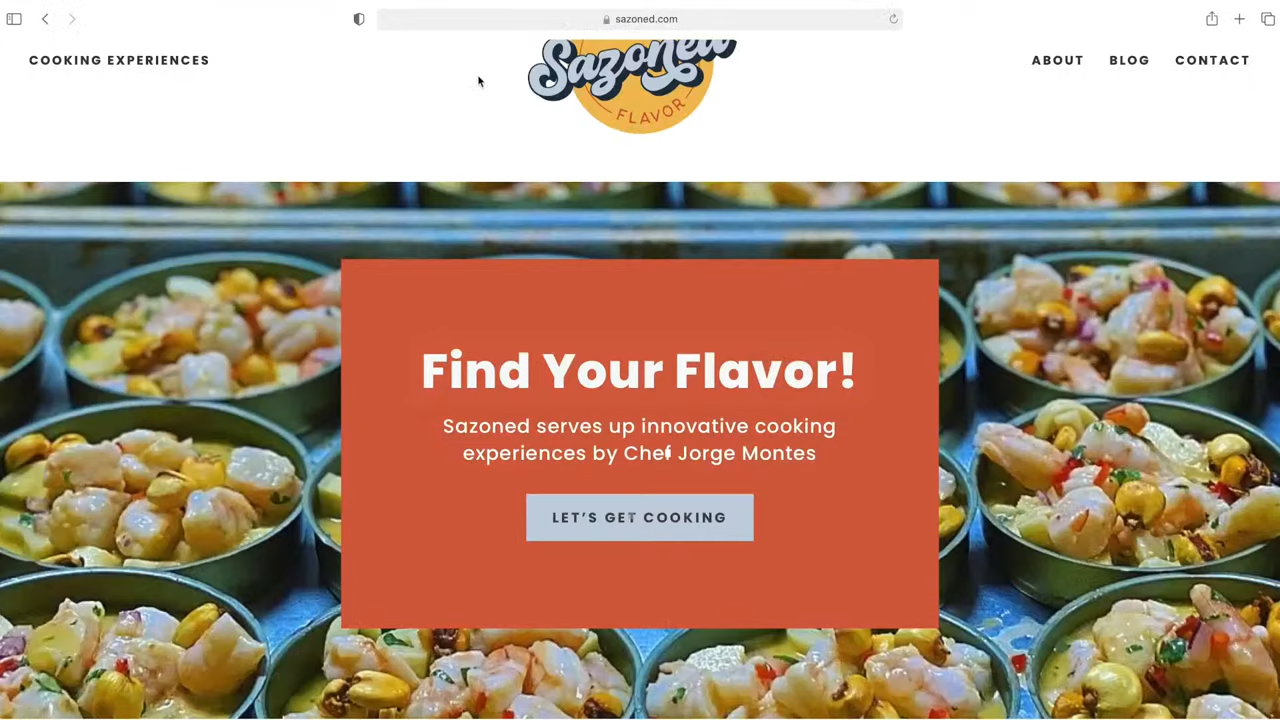 sazoned.com
COOKING EXPERIENCES
Sazoned
FLAVOR
ABOUT
BLOG
CONTACT
Find Your Flavor!
Sazoned serves up innovative cooking
experiences by Chef Jorge Montes
LET'S GET COOKING